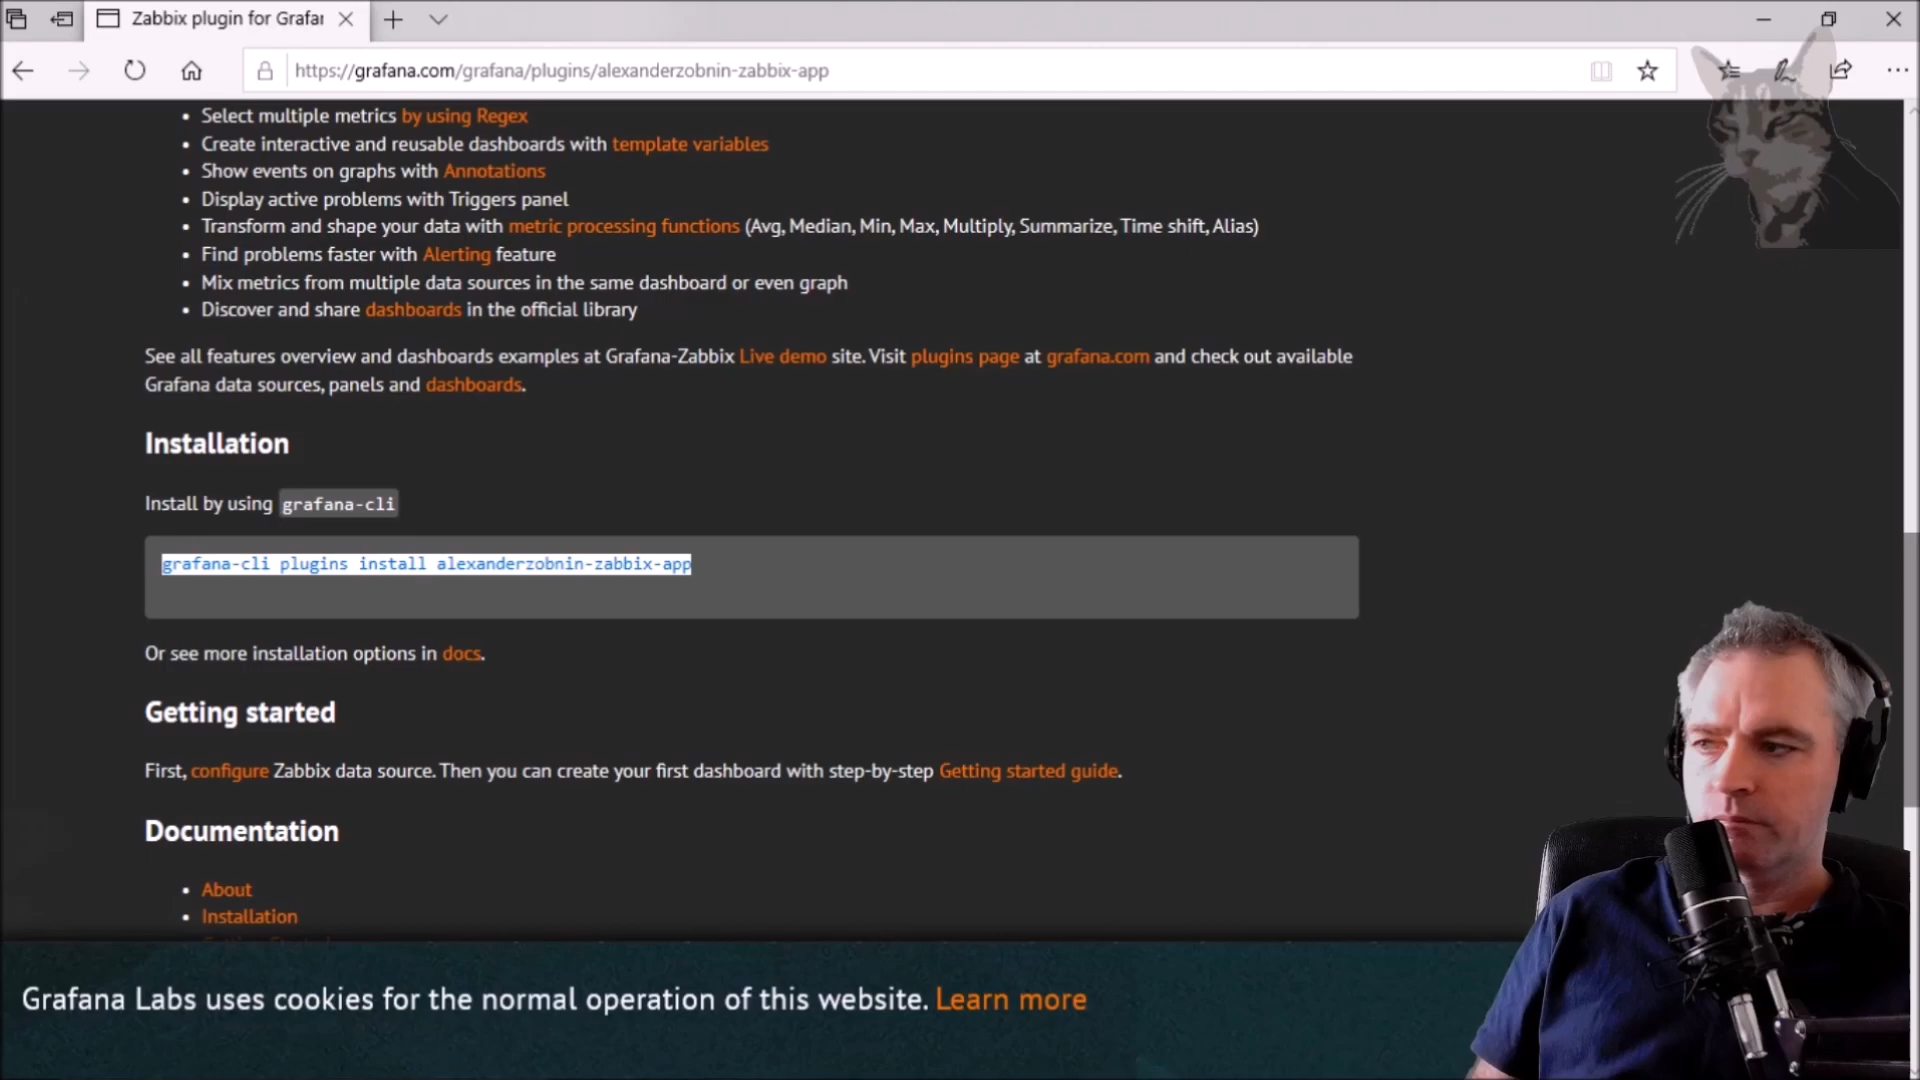 Zabbix plugin for Grafar
https://grafana.com/grafana/plugins/alexanderzobnin-zabbix-app
• Select multiple metrics by using Regex
• Create interactive and reusable dashboards with template variables
• Show events on graphs with Annotations
• Display active problems with Triggers panel
• Transform and shape your data with metric processing functions (Avg, Median, Min, Max, Multiply, Summarize, Time shift, Alias)
• Find problems faster with Alerting feature
• Mix metrics from multiple data sources in the same dashboard or even graph
• Discover and share dashboards in the official library
See all features overview and dashboards examples at Grafana-Zabbix Live demo site. Visit plugins page at grafana.com and check out available
Grafana data sources, panels and dashboards.
Installation
Install by using grafana-cli
grafana-cli plugins install alexanderzobnin-zabbix-app
Or see more installation options in docs.
Getting started
First, configure Zabbix data source. Then you can create your first dashboard with step-by-step Getting started guide.
Documentation
• About
• Installation
Grafana Labs uses cookies for the normal operation of this website. Learn more